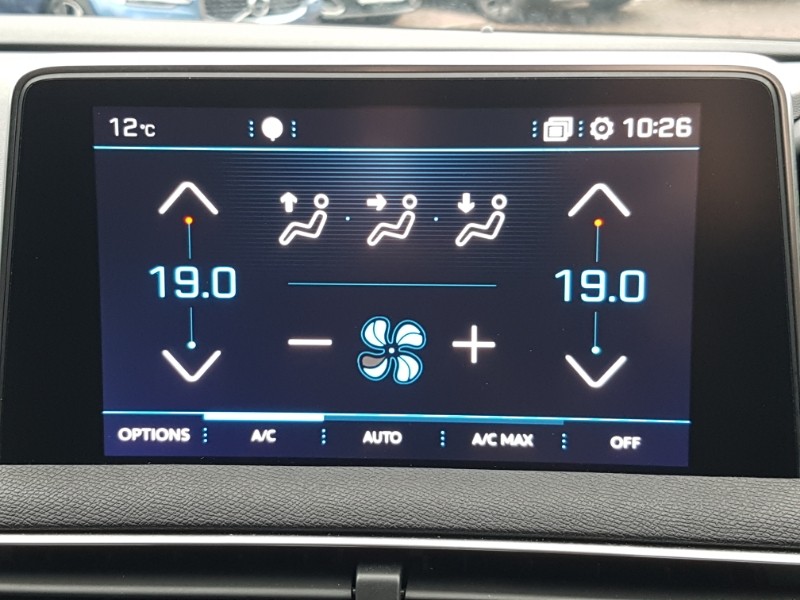 12°C 10:26
19.0 19.0
OPTIONS A/C AUTO A/C MAX OFF